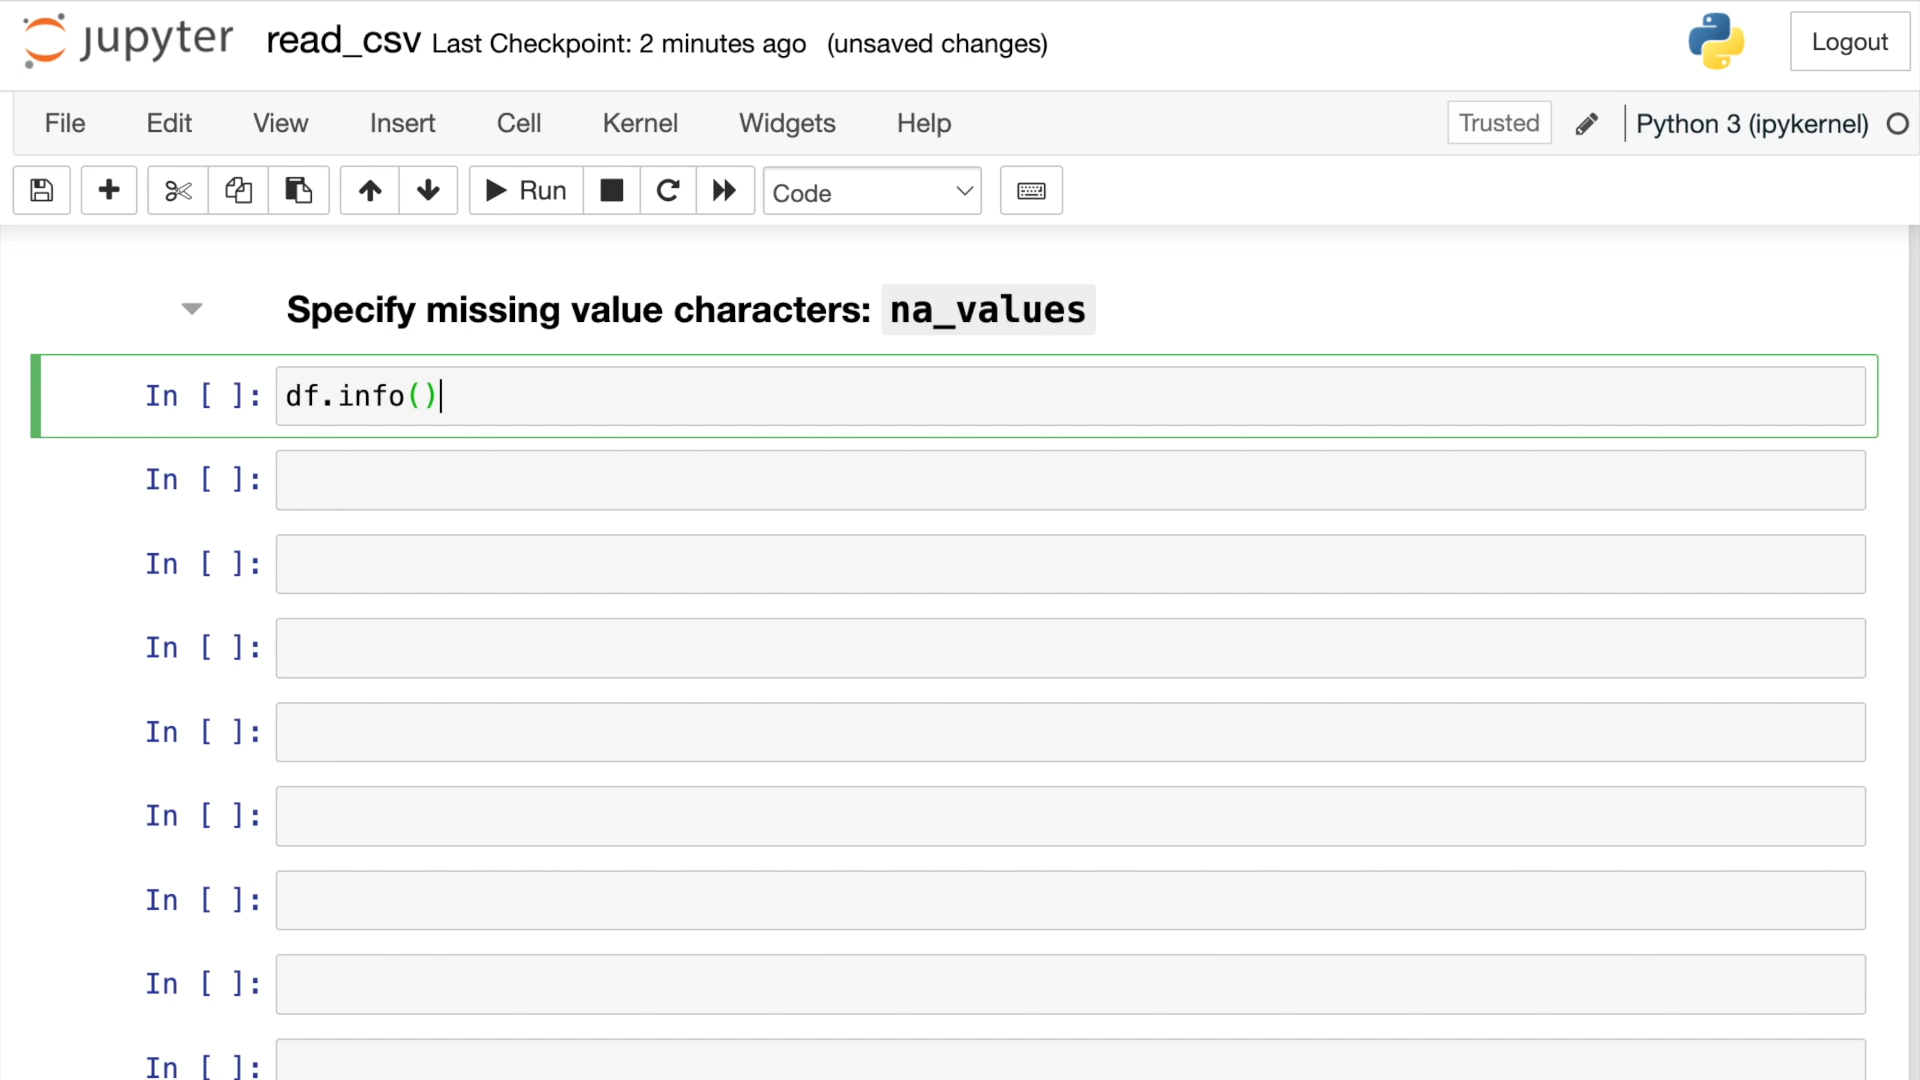 jupyter read_csv Last Checkpoint: 2 minutes ago (unsaved changes) Logout
File Edit View Insert Cell Kernel Widgets Help Trusted Python 3 (ipykernel)
Run Code
Specify missing value characters: na_values
In [ ]: df.info()
In [ ]:
In [ ]:
In [ ]:
In [ ]:
In [ ]:
In [ ]:
In [ ]:
In [ ]: